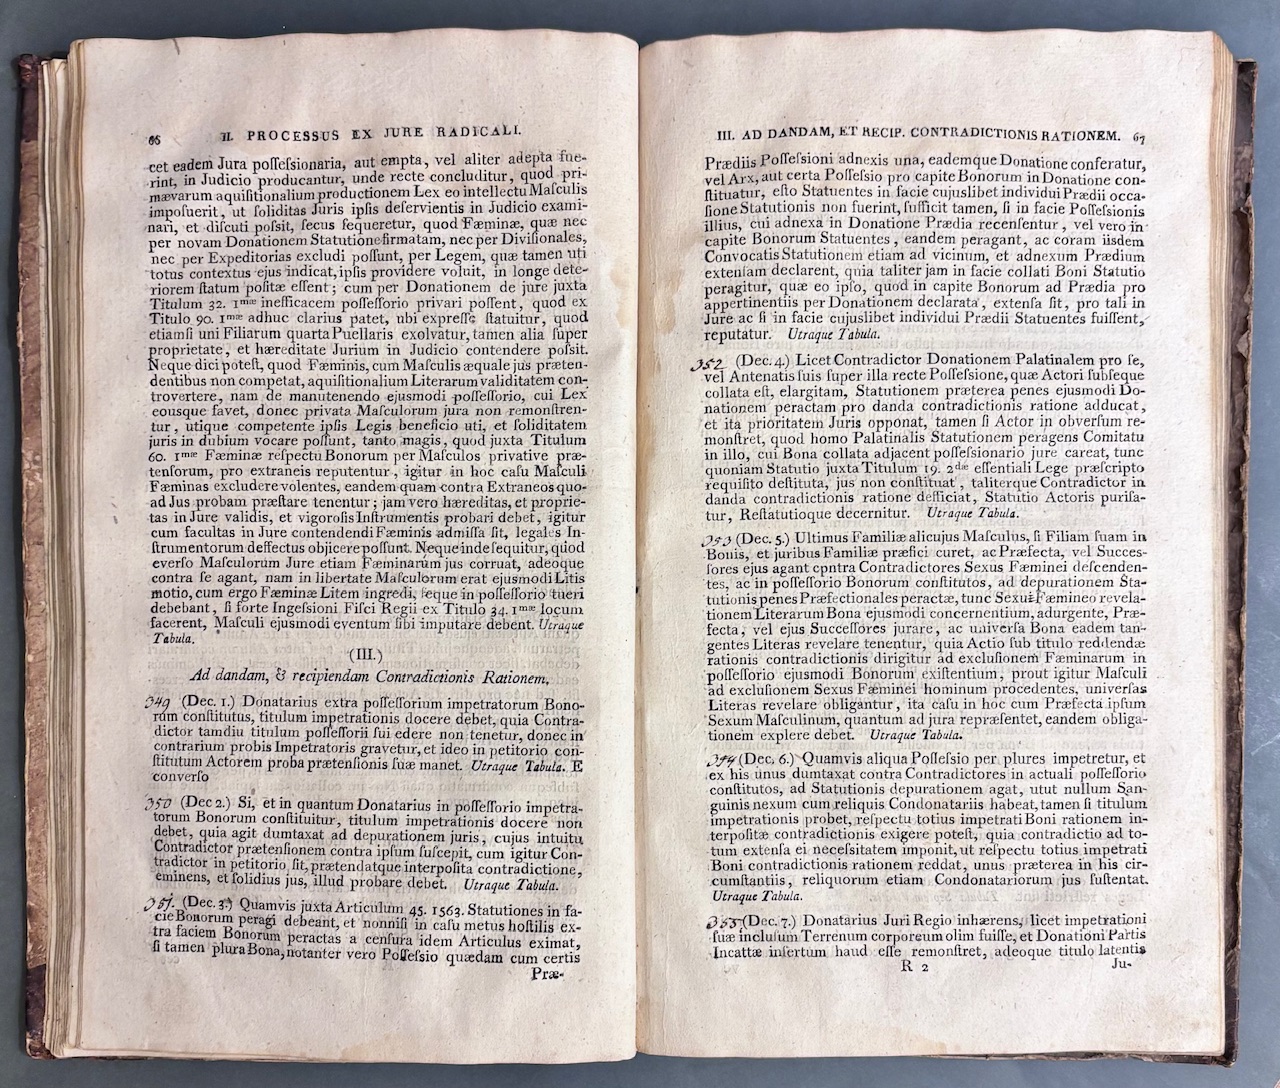 66 II. PROCESSUS EX JURE RADICALI.
cet eadem Jura poſſeſsionaria, aut empta, vel aliter adepta fue-
rint, in Judicio producantur, unde recte concluditur, quod pri-
mævarum aquiſitionalium productionem Lex eo intellectu Maſculis
impoſuerit, ut ſoliditas Juris ipſis deſervientis in Judicio exami-
nari, et diſcuti poſsit, ſecus ſequeretur, quod Fæminæ, quæ nec
per novam Donationem Statutione firmatam, nec per Diviſionales,
nec per Expeditorias excludi poſſunt, per Legem, quæ tamen uti
totus contextus ejus indicat, ipſis providere voluit, in longe dete-
riorem ſtatum poſitæ eſſent; cum per Donationem de jure juxta
Titulum 32. 1mæ inefficacem poſſeſſorio privari poſſent, quod ex
Titulo 90. 1mæ adhuc clarius patet, ubi expreſſe ſtatuitur, quod
etiamſi uni Filiarum quarta Puellaris exolvatur, tamen alia ſuper
proprietate, et hæreditate Jurium in Judicio contendere poſsit.
Neque dici poteſt, quod Fæminis, cum Maſculis æquale jus præten-
dentibus non competat, aquiſitionalium Literarum validitatem con-
trovertere, nam de manutenendo ejusmodi poſſeſſorio, cui Lex
eousque favet, donec privata Maſculorum jura non remonſtren-
tur, utique competente ipſis Legis beneficio uti, et ſoliditatem
juris in dubium vocare poſſunt, tanto magis, quod juxta Titulum
60. 1mæ Fæminæ reſpectu Bonorum per Maſculos privative præ-
tenſorum, pro extraneis reputentur, igitur in hoc caſu Maſculi
Fæminas excludere volentes, eandem quam contra Extraneos quo-
ad Jus probam præſtare tenentur; jam vero hæreditas, et proprie-
tas in Jure validis, et vigoroſis Inſtrumentis probari debet, igitur
cum facultas in Jure contendendi Fæminis admiſſa ſit, legales In-
ſtrumentorum deffectus objicere poſſunt. Neque inde ſequitur, quod
everſo Maſculorum Jure etiam Fæminarum jus corruat, adeoque
contra ſe agant, nam in libertate Maſculorum erat ejusmodi Litis
motio, cum ergo Fæminæ Litem ingredi, ſeque in poſſeſſorio tueri
debebant, ſi forte Ingeſsioni Fiſci Regii ex Titulo 34. 1mæ locum
facerent, Maſculi ejusmodi eventum ſibi imputare debent. Utraque
Tabula.
(III.)
Ad dandam, & recipiendam Contradictionis Rationem.
349 (Dec. 1.) Donatarius extra poſſeſſorium impetratorum Bono-
rum conſtitutus, titulum impetrationis docere debet, quia Contra-
dictor tamdiu titulum poſſeſſorii ſui edere non tenetur, donec in
contrarium probis Impetratoris gravetur, et ideo in petitorio con-
ſtitutum Actorem proba prætenſionis ſuæ manet. Utraque Tabula. E
converſo
350 (Dec 2.) Si, et in quantum Donatarius in poſſeſſorio impetra-
torum Bonorum conſtituitur, titulum impetrationis docere non
debet, quia agit dumtaxat ad depurationem juris, cujus intuitu
Contradictor prætenſionem contra ipſum ſuſcepit, cum igitur Con-
tradictor in petitorio ſit, prætendatque interpoſita contradictione,
eminens, et ſolidius jus, illud probare debet. Utraque Tabula.
351. (Dec. 3.) Quamvis juxta Articulum 45. 1563. Statutiones in fa-
cie Bonorum peragi debeant, et nonniſi in caſu metus hoſtilis ex-
tra faciem Bonorum peractas a cenſura idem Articulus eximat,
ſi tamen plura Bona, notanter vero Poſſeſsio quædam cum certis
Præ-
III. AD DANDAM, ET RECIP. CONTRADICTIONIS RATIONEM. 67
Prædiis Poſſeſsioni adnexis una, eademque Donatione conferatur,
vel Arx, aut certa Poſſeſsio pro capite Bonorum in Donatione con-
ſtituatur, eſto Statuentes in facie cujuslibet individui Prædii occa-
ſione Statutionis non fuerint, ſufficit tamen, ſi in facie Poſſeſsionis
illius, cui adnexa in Donatione Prædia recenſentur, vel vero in
capite Bonorum Statuentes, eandem peragant, ac coram iisdem
Convocatis Statutionem etiam ad vicinum, et adnexum Prædium
extenſam declarent, quia taliter jam in facie collati Boni Statutio
peragitur, quæ eo ipſo, quod in capite Bonorum ad Prædia pro
appertinentiis per Donationem declarata, extenſa ſit, pro tali in
Jure ac ſi in facie cujuslibet individui Prædii Statuentes fuiſſent,
reputatur. Utraque Tabula.
352 (Dec. 4.) Licet Contradictor Donationem Palatinalem pro ſe,
vel Antenatis ſuis ſuper illa recte Poſſeſsione, quæ Actori ſubſeque
collata eſt, elargitam, Statutionem præterea penes ejusmodi Do-
nationem peractam pro danda contradictionis ratione adducat,
et ita prioritatem Juris opponat, tamen ſi Actor in obverſum re-
monſtret, quod homo Palatinalis Statutionem peragens Comitatu
in illo, cui Bona collata adjacent poſſeſsionario jure careat, tunc
quoniam Statutio juxta Titulum 19. 2dæ eſſentiali Lege præſcripto
requiſito deſtituta, jus non conſtituat, taliterque Contradictor in
danda contradictionis ratione defficiat, Statutio Actoris puriſa-
tur, Reſtatutioque decernitur. Utraque Tabula.
353 (Dec. 5.) Ultimus Familiæ alicujus Maſculus, ſi Filiam ſuam in
Bonis, et juribus Familiæ præfici curet, ac Præfecta, vel Succes-
ſores ejus agant cpntra Contradictores Sexus Fæminei deſcenden-
tes, ac in poſſeſſorio Bonorum conſtitutos, ad depurationem Sta-
tutionis penes Præfectionales peractæ, tunc Sexui Fæmineo revela-
tionem Literarum Bona ejusmodi concernentium, adurgente, Præ-
fecta, vel ejus Succeſſores jurare, ac univerſa Bona eadem tan-
gentes Literas revelare tenentur, quia Actio ſub titulo reddendæ
rationis contradictionis dirigitur ad excluſionem Fæminarum in
poſſeſſorio ejusmodi Bonorum exiſtentium, prout igitur Maſculi
ad excluſionem Sexus Fæminei hominum procedentes, univerſas
Literas revelare obligantur, ita caſu in hoc cum Præfecta ipſum
Sexum Maſculinum, quantum ad jura repræſentet, eandem obliga-
tionem explere debet. Utraque Tabula.
354 (Dec. 6.) Quamvis aliqua Poſſeſsio per plures impetretur, et
ex his unus dumtaxat contra Contradictores in actuali poſſeſſorio
conſtitutos, ad Statutionis depurationem agat, utut nullum San-
guinis nexum cum reliquis Condonatariis habeat, tamen ſi titulum
impetrationis probet, reſpectu totius impetrati Boni rationem in-
terpoſitæ contradictionis exigere poteſt, quia contradictio ad to-
tum extenſa ei neceſsitatem imponit, ut reſpectu totius impetrati
Boni contradictionis rationem reddat, unus præterea in his cir-
cumſtantiis, reliquorum etiam Condonatariorum jus ſuſtentat.
Utraque Tabula.
355. (Dec. 7.) Donatarius Juri Regio inhærens, licet impetrationi
ſuæ incluſum Terrenum corporeum olim fuiſſe, et Donationi Partis
Incattæ inſertum haud eſſe remonſtret, adeoque titulo latentis
R 2 Ju-